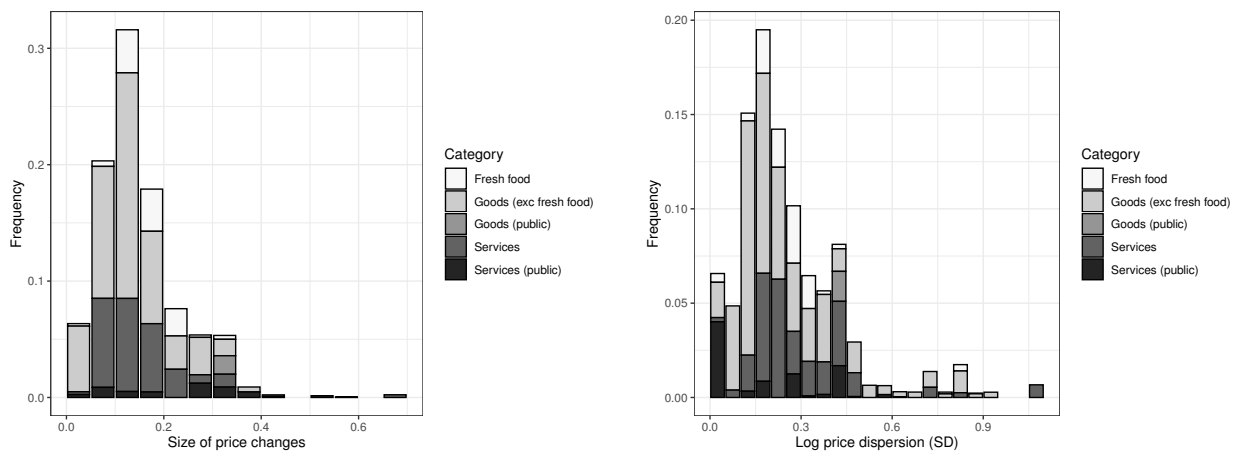 Frequency
0.3
0.2
0.1
0.0
0.0
0.2
0.4
0.6
Size of price changes
Category
Fresh food
Goods (exc fresh food)
Goods (public)
Services
Services (public)
Frequency
0.20
0.15
0.10
0.05
0.00
0.0
0.3
0.6
0.9
Log price dispersion (SD)
Category
Fresh food
Goods (exc fresh food)
Goods (public)
Services
Services (public)